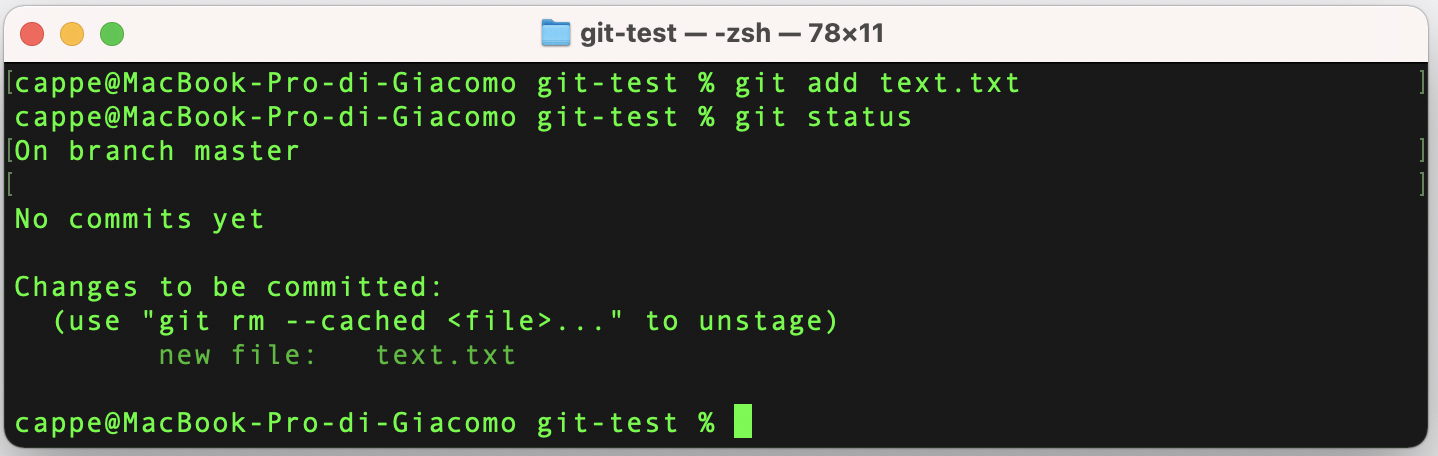 git-test — -zsh — 78×11
cappe@MacBook-Pro-di-Giacomo git-test % git add text.txt
cappe@MacBook-Pro-di-Giacomo git-test % git status
On branch master

No commits yet

Changes to be committed:
  (use "git rm --cached <file>..." to unstage)
        new file:   text.txt

cappe@MacBook-Pro-di-Giacomo git-test %